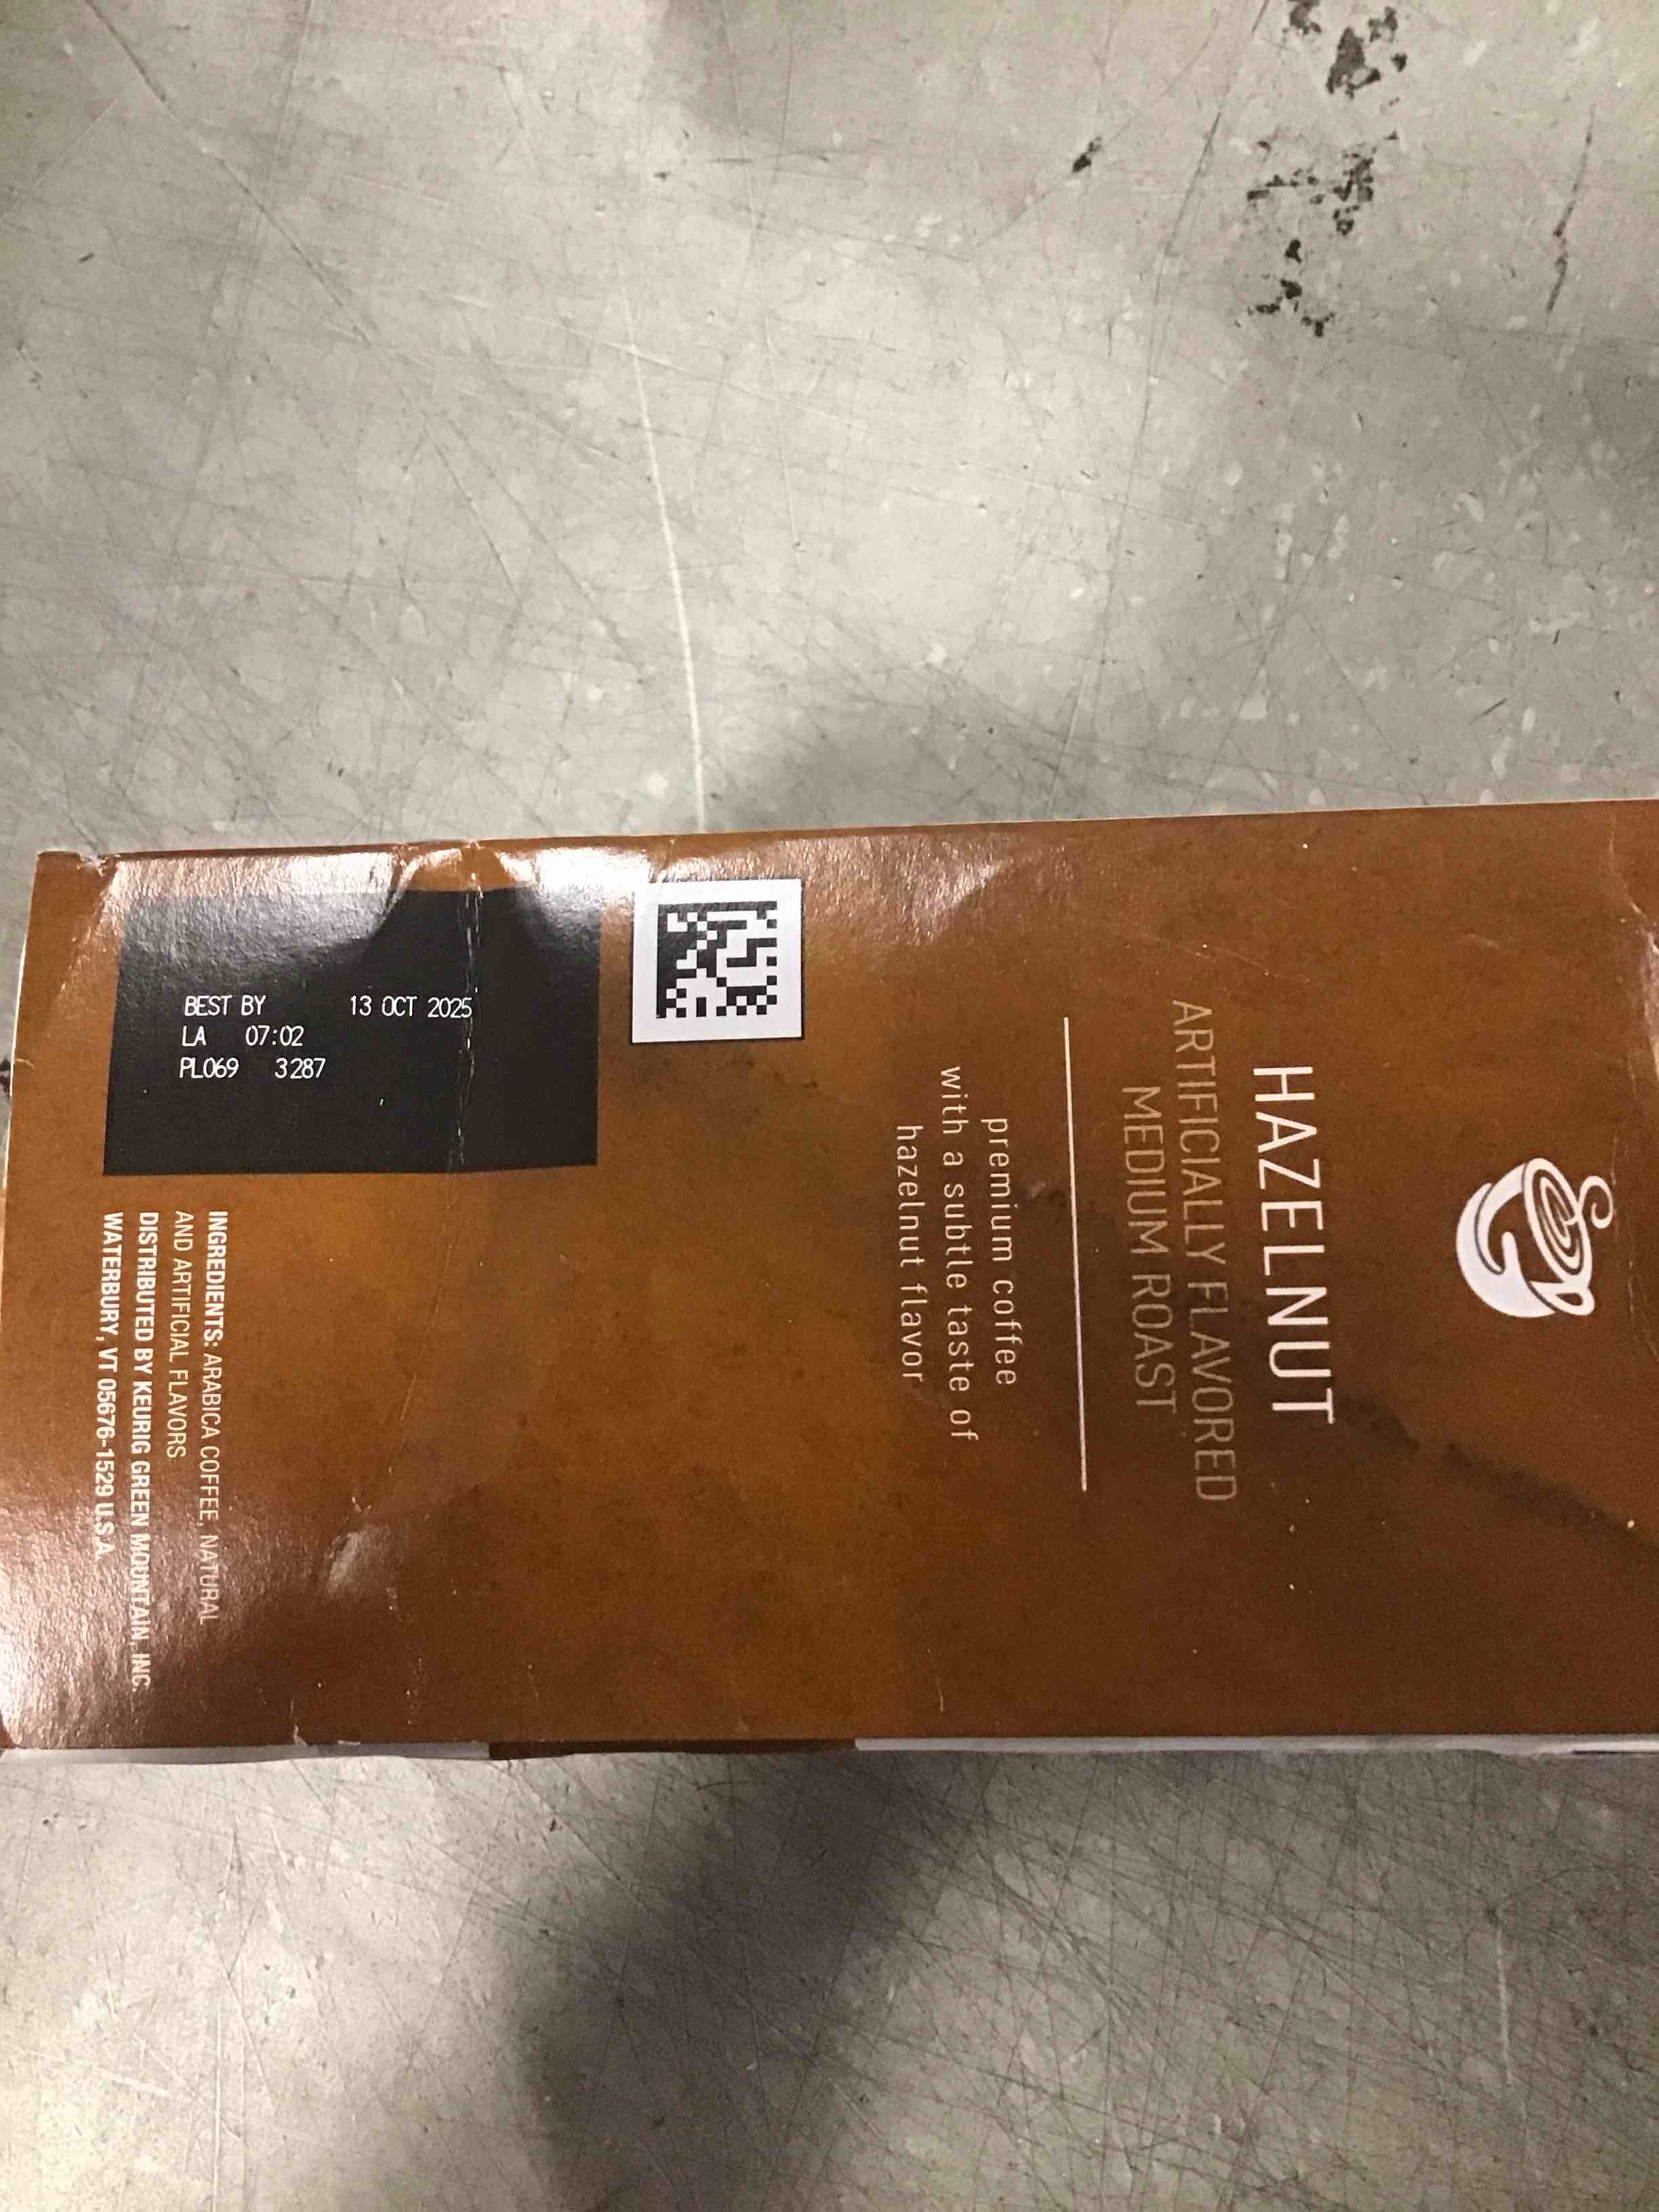 HAZELNUT
ARTIFICIALLY FLAVORED
MEDIUM ROAST
premium coffee
with a subtle taste of
hazelnut flavor
BEST BY 13 OCT 2025
LA 07:02
PL069 3287
INGREDIENTS: ARABICA COFFEE, NATURAL
AND ARTIFICIAL FLAVORS
DISTRIBUTED BY KEURIG GREEN MOUNTAIN, INC.
WATERBURY, VT 05676-1529 U.S.A.